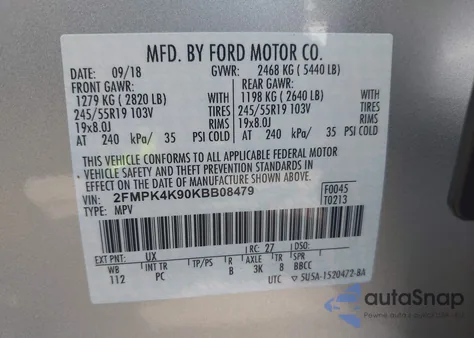 MFD. BY FORD MOTOR CO.
DATE: 09/18 GVWR: 2468 KG (5440 LB)
FRONT GAWR: REAR GAWR:
1279 KG (2820 LB) WITH 1198 KG (2640 LB) WITH
245/55R19 103V TIRES 245/55R19 103V TIRES
19x8.0J RIMS 19x8.0J RIMS
AT 240 kPa/ 35 PSI COLD AT 240 kPa/ 35 PSI COLD
THIS VEHICLE CONFORMS TO ALL APPLICABLE FEDERAL MOTOR
VEHICLE SAFETY AND THEFT PREVENTION STANDARDS IN
EFFECT ON THE DATE OF MANUFACTURE SHOWN ABOVE.
VIN: 2FMPK4K90KBB08479 F0045
TYPE: MPV T0213
EXT PNT: UX RC: 27 DSO:
WB INT TR TP/PS R AXLE TR SPR
112 PC B 3K 8 BBCC
UTC 5U5A-1520472-BA
autoSnap